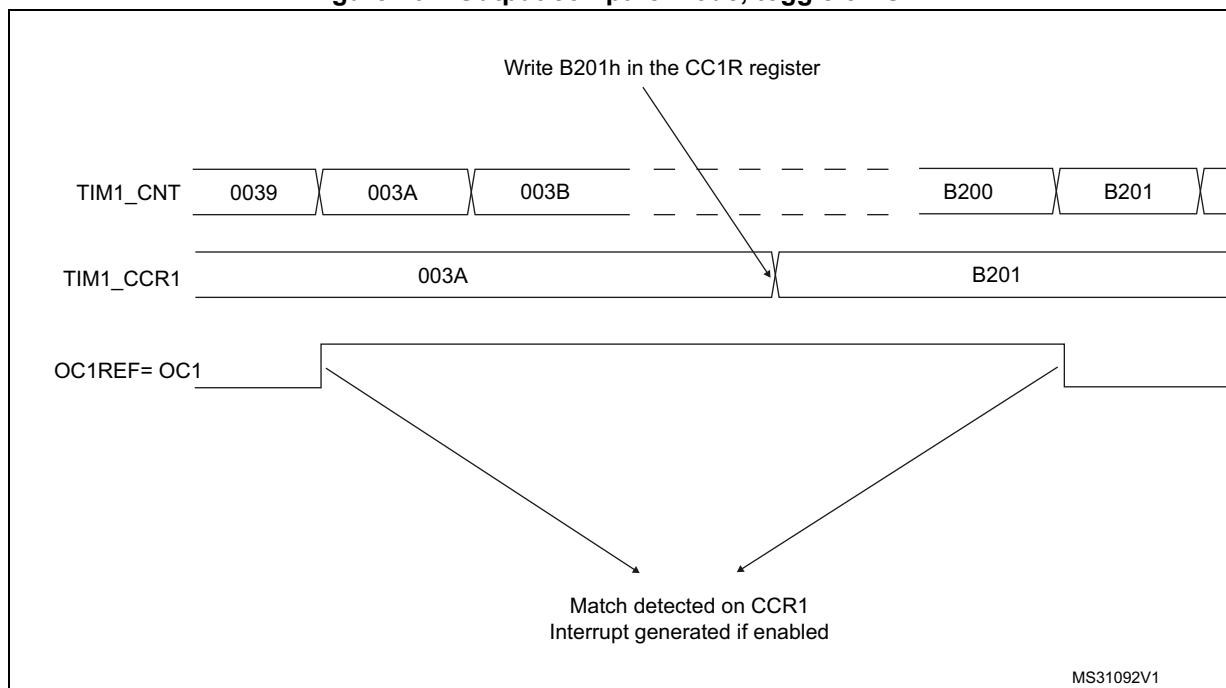 Write B201h in the CC1R register
TIM1_CNT 0039 003A 003B B200 B201
TIM1_CCR1 003A B201
OC1REF= OC1
Match detected on CCR1
Interrupt generated if enabled
MS31092V1